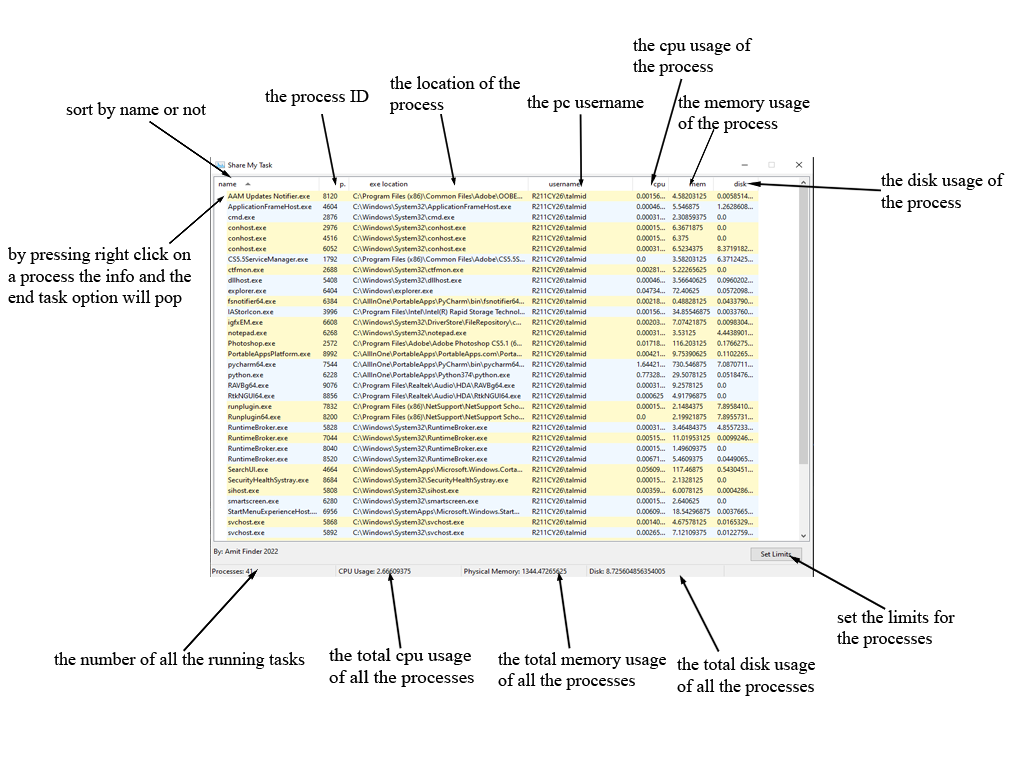 the cpu usage of
the process
the location of the
process
the process ID
the pc username
the memory usage
of the process
sort by name or not
the disk usage of
the process
by pressing right click on
a process the info and the
end task option will pop
Share My Task
name p. exe location username cpu mem disk
AAM Updates Notifier.exe 8120 C:\Program Files (x86)\Common Files\Adobe\OOBE... R211CY26\talmid 0.00156... 4.58203125 0.0058514...
ApplicationFrameHost.exe 4604 C:\Windows\System32\ApplicationFrameHost.exe R211CY26\talmid 0.00046... 5.546875 1.2628608...
cmd.exe 2876 C:\Windows\System32\cmd.exe R211CY26\talmid 0.00031... 2.30859375 0.0
conhost.exe 2976 C:\Windows\System32\conhost.exe R211CY26\talmid 0.00015... 6.3671875 0.0
conhost.exe 4516 C:\Windows\System32\conhost.exe R211CY26\talmid 0.00015... 6.375 0.0
conhost.exe 6052 C:\Windows\System32\conhost.exe R211CY26\talmid 0.00031... 6.5234375 8.3719182...
CS5.5ServiceManager.exe 1792 C:\Program Files (x86)\Common Files\Adobe\CS5.5S... R211CY26\talmid 0.0 3.58203125 6.3712425...
ctfmon.exe 2688 C:\Windows\System32\ctfmon.exe R211CY26\talmid 0.00281... 5.22265625 0.0
dllhost.exe 5408 C:\Windows\System32\dllhost.exe R211CY26\talmid 0.00046... 3.56640625 0.0960202...
explorer.exe 6404 C:\Windows\explorer.exe R211CY26\talmid 0.04734... 72.40625 0.0572098...
fsnotifier64.exe 6384 C:\AllInOne\PortableApps\PyCharm\bin\fsnotifier64... R211CY26\talmid 0.00218... 0.48828125 0.0433790...
IAStorIcon.exe 3996 C:\Program Files\Intel\Intel(R) Rapid Storage Technol... R211CY26\talmid 0.00156... 34.85546875 0.0033760...
igfxEM.exe 6608 C:\Windows\System32\DriverStore\FileRepository\c... R211CY26\talmid 0.00203... 7.07421875 0.0098304...
notepad.exe 6268 C:\Windows\System32\notepad.exe R211CY26\talmid 0.00031... 3.53125 4.4438901...
Photoshop.exe 2572 C:\Program Files\Adobe\Adobe Photoshop CS5.1 (6... R211CY26\talmid 0.01718... 116.203125 0.1766275...
PortableAppsPlatform.exe 8992 C:\AllInOne\PortableApps\PortableApps.com\Porta... R211CY26\talmid 0.00421... 9.75390625 0.1102265...
pycharm64.exe 7544 C:\AllInOne\PortableApps\PyCharm\bin\pycharm64... R211CY26\talmid 1.64421... 730.546875 7.0870711...
python.exe 6228 C:\AllInOne\PortableApps\Python374\python.exe R211CY26\talmid 0.77328... 29.5078125 0.0518476...
RAVBg64.exe 9076 C:\Program Files\Realtek\Audio\HDA\RAVBg64.exe R211CY26\talmid 0.00031... 9.2578125 0.0
RtkNGUI64.exe 8856 C:\Program Files\Realtek\Audio\HDA\RtkNGUI64.exe R211CY26\talmid 0.000625 4.91796875 0.0
runplugin.exe 7832 C:\Program Files (x86)\NetSupport\NetSupport Scho... R211CY26\talmid 0.00015... 2.1484375 7.8958410...
Runplugin64.exe 8200 C:\Program Files (x86)\NetSupport\NetSupport Scho... R211CY26\talmid 0.0 2.19921875 7.8955731...
RuntimeBroker.exe 5828 C:\Windows\System32\RuntimeBroker.exe R211CY26\talmid 0.00031... 3.46484375 4.8557233...
RuntimeBroker.exe 7044 C:\Windows\System32\RuntimeBroker.exe R211CY26\talmid 0.00515... 11.01953125 0.0099246...
RuntimeBroker.exe 8040 C:\Windows\System32\RuntimeBroker.exe R211CY26\talmid 0.00015... 1.49609375 0.0
RuntimeBroker.exe 8520 C:\Windows\System32\RuntimeBroker.exe R211CY26\talmid 0.00671... 5.4609375 0.0449065...
SearchUI.exe 4664 C:\Windows\SystemApps\Microsoft.Windows.Corta... R211CY26\talmid 0.05609... 117.46875 0.5430451...
SecurityHealthSystray.exe 8684 C:\Windows\System32\SecurityHealthSystray.exe R211CY26\talmid 0.00015... 2.1328125 0.0
sihost.exe 5808 C:\Windows\System32\sihost.exe R211CY26\talmid 0.00359... 6.0078125 0.0004286...
smartscreen.exe 6280 C:\Windows\System32\smartscreen.exe R211CY26\talmid 0.00015... 2.640625 0.0
StartMenuExperienceHost.... 6956 C:\Windows\SystemApps\Microsoft.Windows.Start... R211CY26\talmid 0.00609... 18.54296875 0.0037665...
svchost.exe 5868 C:\Windows\System32\svchost.exe R211CY26\talmid 0.00140... 4.67578125 0.0165329...
svchost.exe 5892 C:\Windows\System32\svchost.exe R211CY26\talmid 0.00265... 7.12109375 0.0122759...
By: Amit Finder 2022
Set Limits
Processes: 41 CPU Usage: 2.66609375 Physical Memory: 1344.47265625 Disk: 8.725604856354005
set the limits for
the processes
the number of all the running tasks
the total cpu usage
of all the processes
the total memory usage
of all the processes
the total disk usage
of all the processes